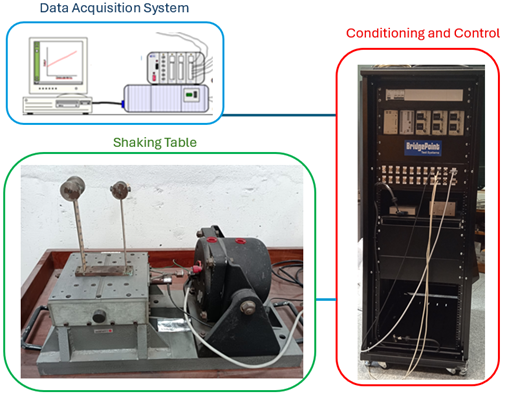 Data Acquisition System
Conditioning and Control
Shaking Table
BridgePoint